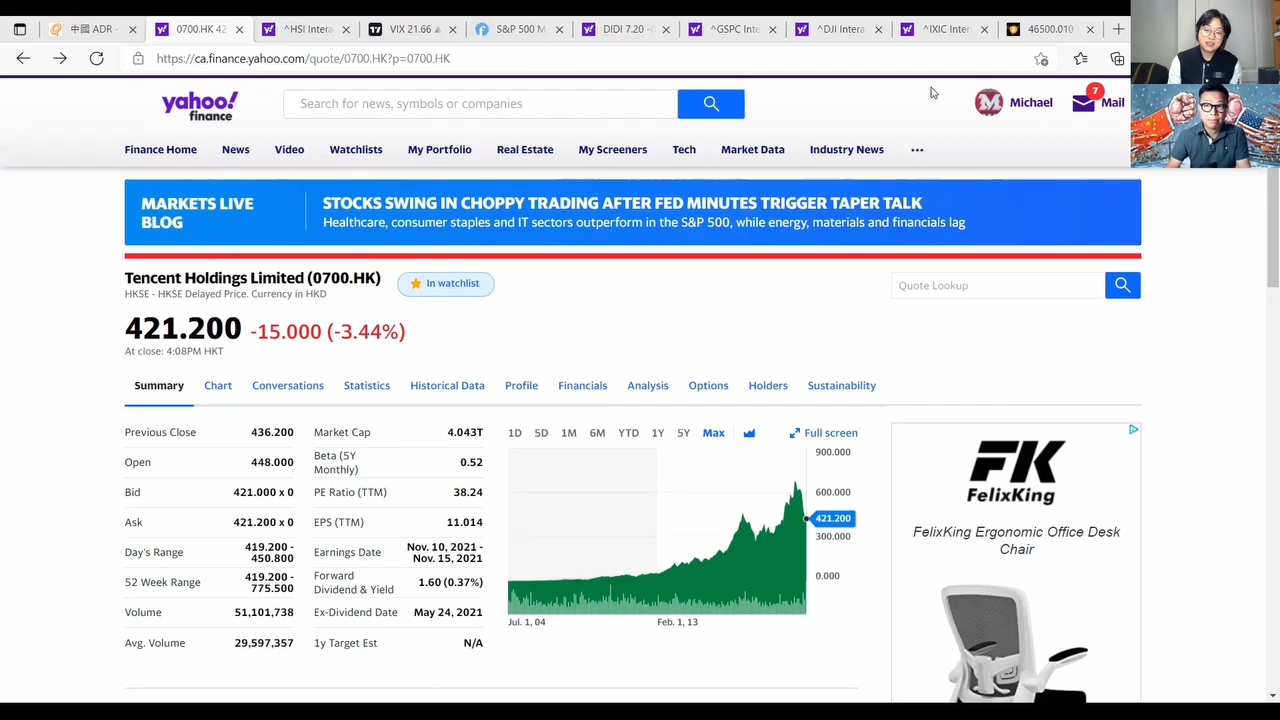 中國 ADR -
0700.HK 42
^HSI Intera
VIX 21.66 ▲
S&P 500 M
DIDI 7.20 -
^GSPC Inte
^DJI Intera
^IXIC Inter
46500.010
https://ca.finance.yahoo.com/quote/0700.HK?p=0700.HK
yahoo!
finance
Search for news, symbols or companies
M
Michael
7
Mail
Finance Home News Video Watchlists My Portfolio Real Estate My Screeners Tech Market Data Industry News ...
MARKETS LIVE
BLOG
STOCKS SWING IN CHOPPY TRADING AFTER FED MINUTES TRIGGER TAPER TALK
Healthcare, consumer staples and IT sectors outperform in the S&P 500, while energy, materials and financials lag
Tencent Holdings Limited (0700.HK)
HKSE - HKSE Delayed Price. Currency in HKD
In watchlist
Quote Lookup
421.200 -15.000 (-3.44%)
At close: 4:08PM HKT
Summary Chart Conversations Statistics Historical Data Profile Financials Analysis Options Holders Sustainability
Previous Close 436.200
Open 448.000
Bid 421.000 x 0
Ask 421.200 x 0
Day's Range 419.200 -
450.800
52 Week Range 419.200 -
775.500
Volume 51,101,738
Avg. Volume 29,597,357
Market Cap 4.043T
Beta (5Y
Monthly) 0.52
PE Ratio (TTM) 38.24
EPS (TTM) 11.014
Earnings Date Nov. 10, 2021 -
Nov. 15, 2021
Forward
Dividend & Yield 1.60 (0.37%)
Ex-Dividend Date May 24, 2021
1y Target Est N/A
1D 5D 1M 6M YTD 1Y 5Y Max Full screen
900.000
600.000
421.200
300.000
0.000
Jul. 1, 04 Feb. 1, 13
FK
FelixKing
FelixKing Ergonomic Office Desk
Chair